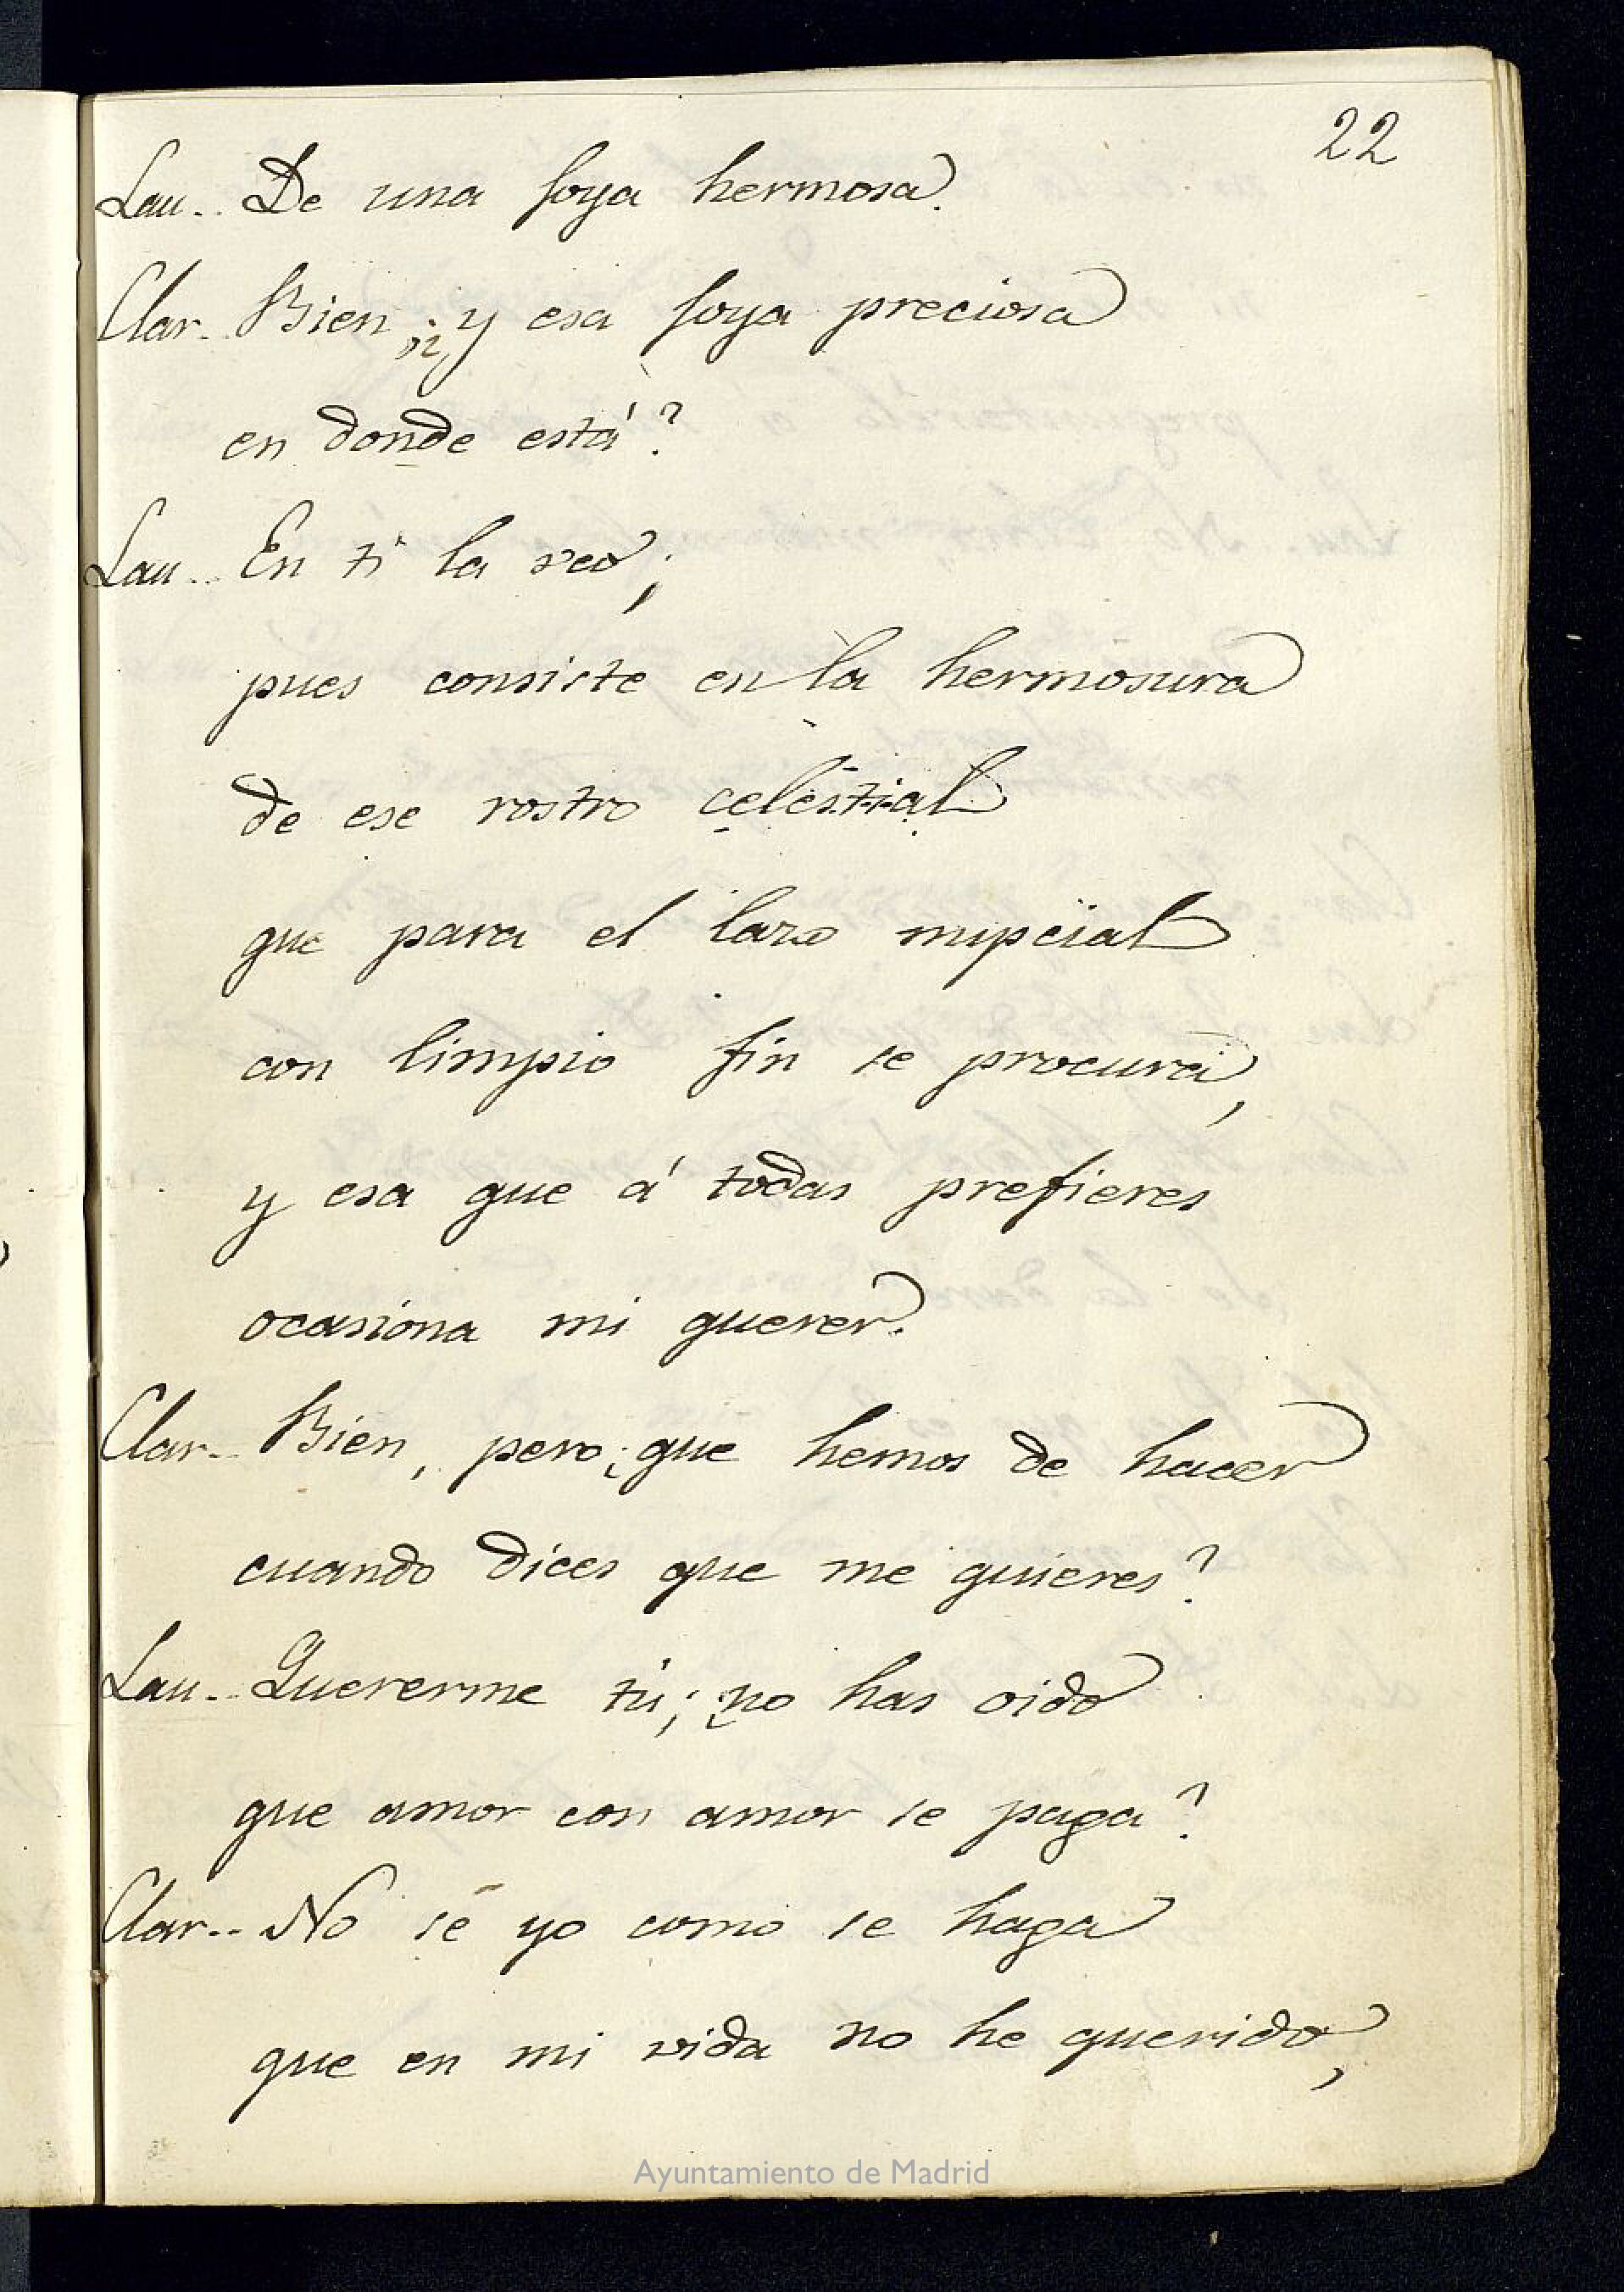 22
Lau.. De una joya hermosa.
Clar.. Bien, ¿y esa joya preciosa
en donde está?
Lau.. En ti la veo;
pues consiste en la hermosura
de ese rostro celestial
que para el lazo nupcial
con limpio fin se procura,
y esa que á todas prefieres
ocasiona mi querer.
Clar.. Bien, pero ¿que hemos de hacer
cuando dices que me quieres?
Lau.. Quererme tú; ¿no has oido
que amor con amor se paga?
Clar.. No sé yo como se haga
que en mi vida no he querido,
Ayuntamiento de Madrid